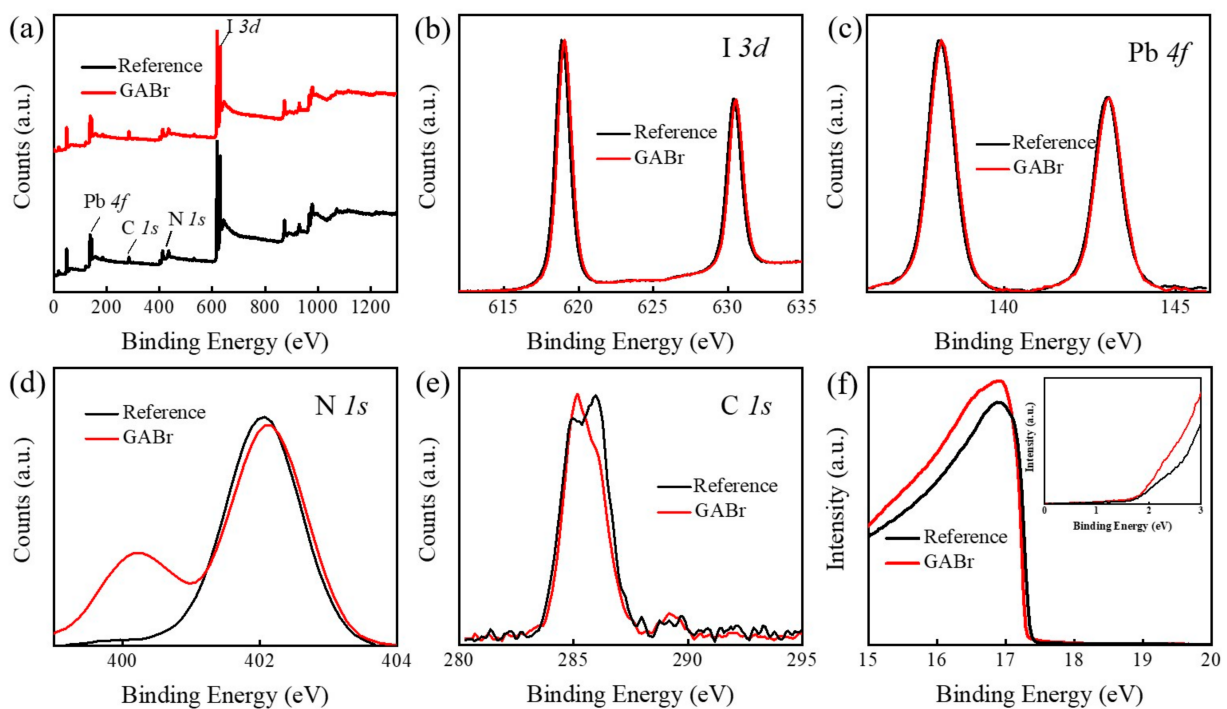 (a)
I 3d
Reference
GABr
Pb 4f
C 1s
N 1s
Counts (a.u.)
0 200 400 600 800 1000 1200
Binding Energy (eV)
(b)
I 3d
Reference
GABr
Counts (a.u.)
615 620 625 630 635
Binding Energy (eV)
(c)
Pb 4f
Reference
GABr
Counts (a.u.)
140 145
Binding Energy (eV)
(d)
N 1s
Reference
GABr
Counts (a.u.)
400 402 404
Binding Energy (eV)
(e)
C 1s
Reference
GABr
Counts (a.u.)
280 285 290 295
Binding Energy (eV)
(f)
Intensity (a.u.)
0 1 2 3
Binding Energy (eV)
Reference
GABr
Intensity (a.u.)
15 16 17 18 19 20
Binding Energy (eV)